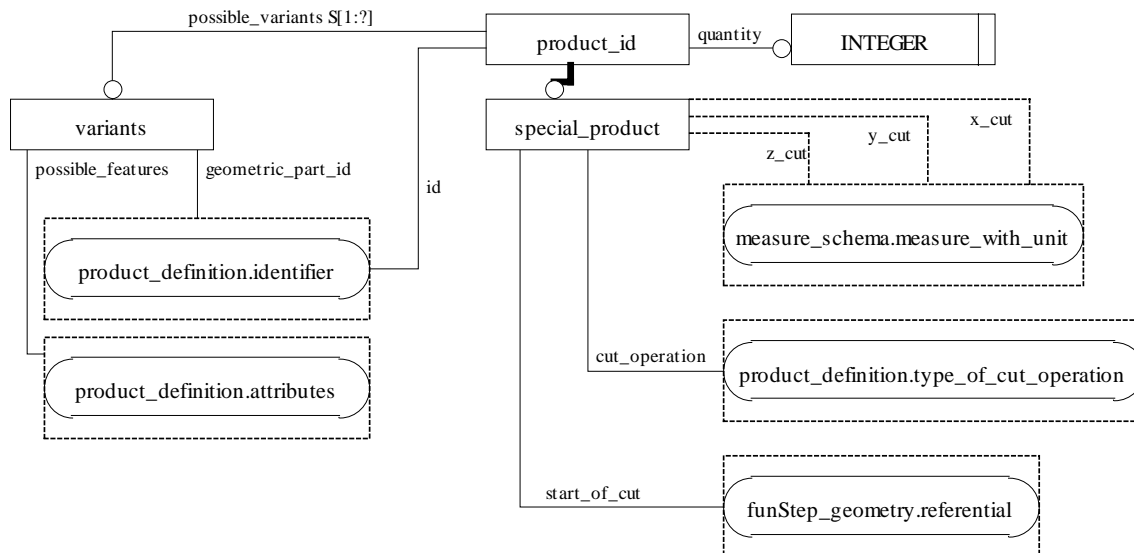 possible_variants S[1:?]
product_id
quantity
INTEGER
variants
special_product
x_cut
y_cut
z_cut
possible_features
geometric_part_id
id
measure_schema.measure_with_unit
product_definition.identifier
cut_operation
product_definition.type_of_cut_operation
product_definition.attributes
start_of_cut
funStep_geometry.referential